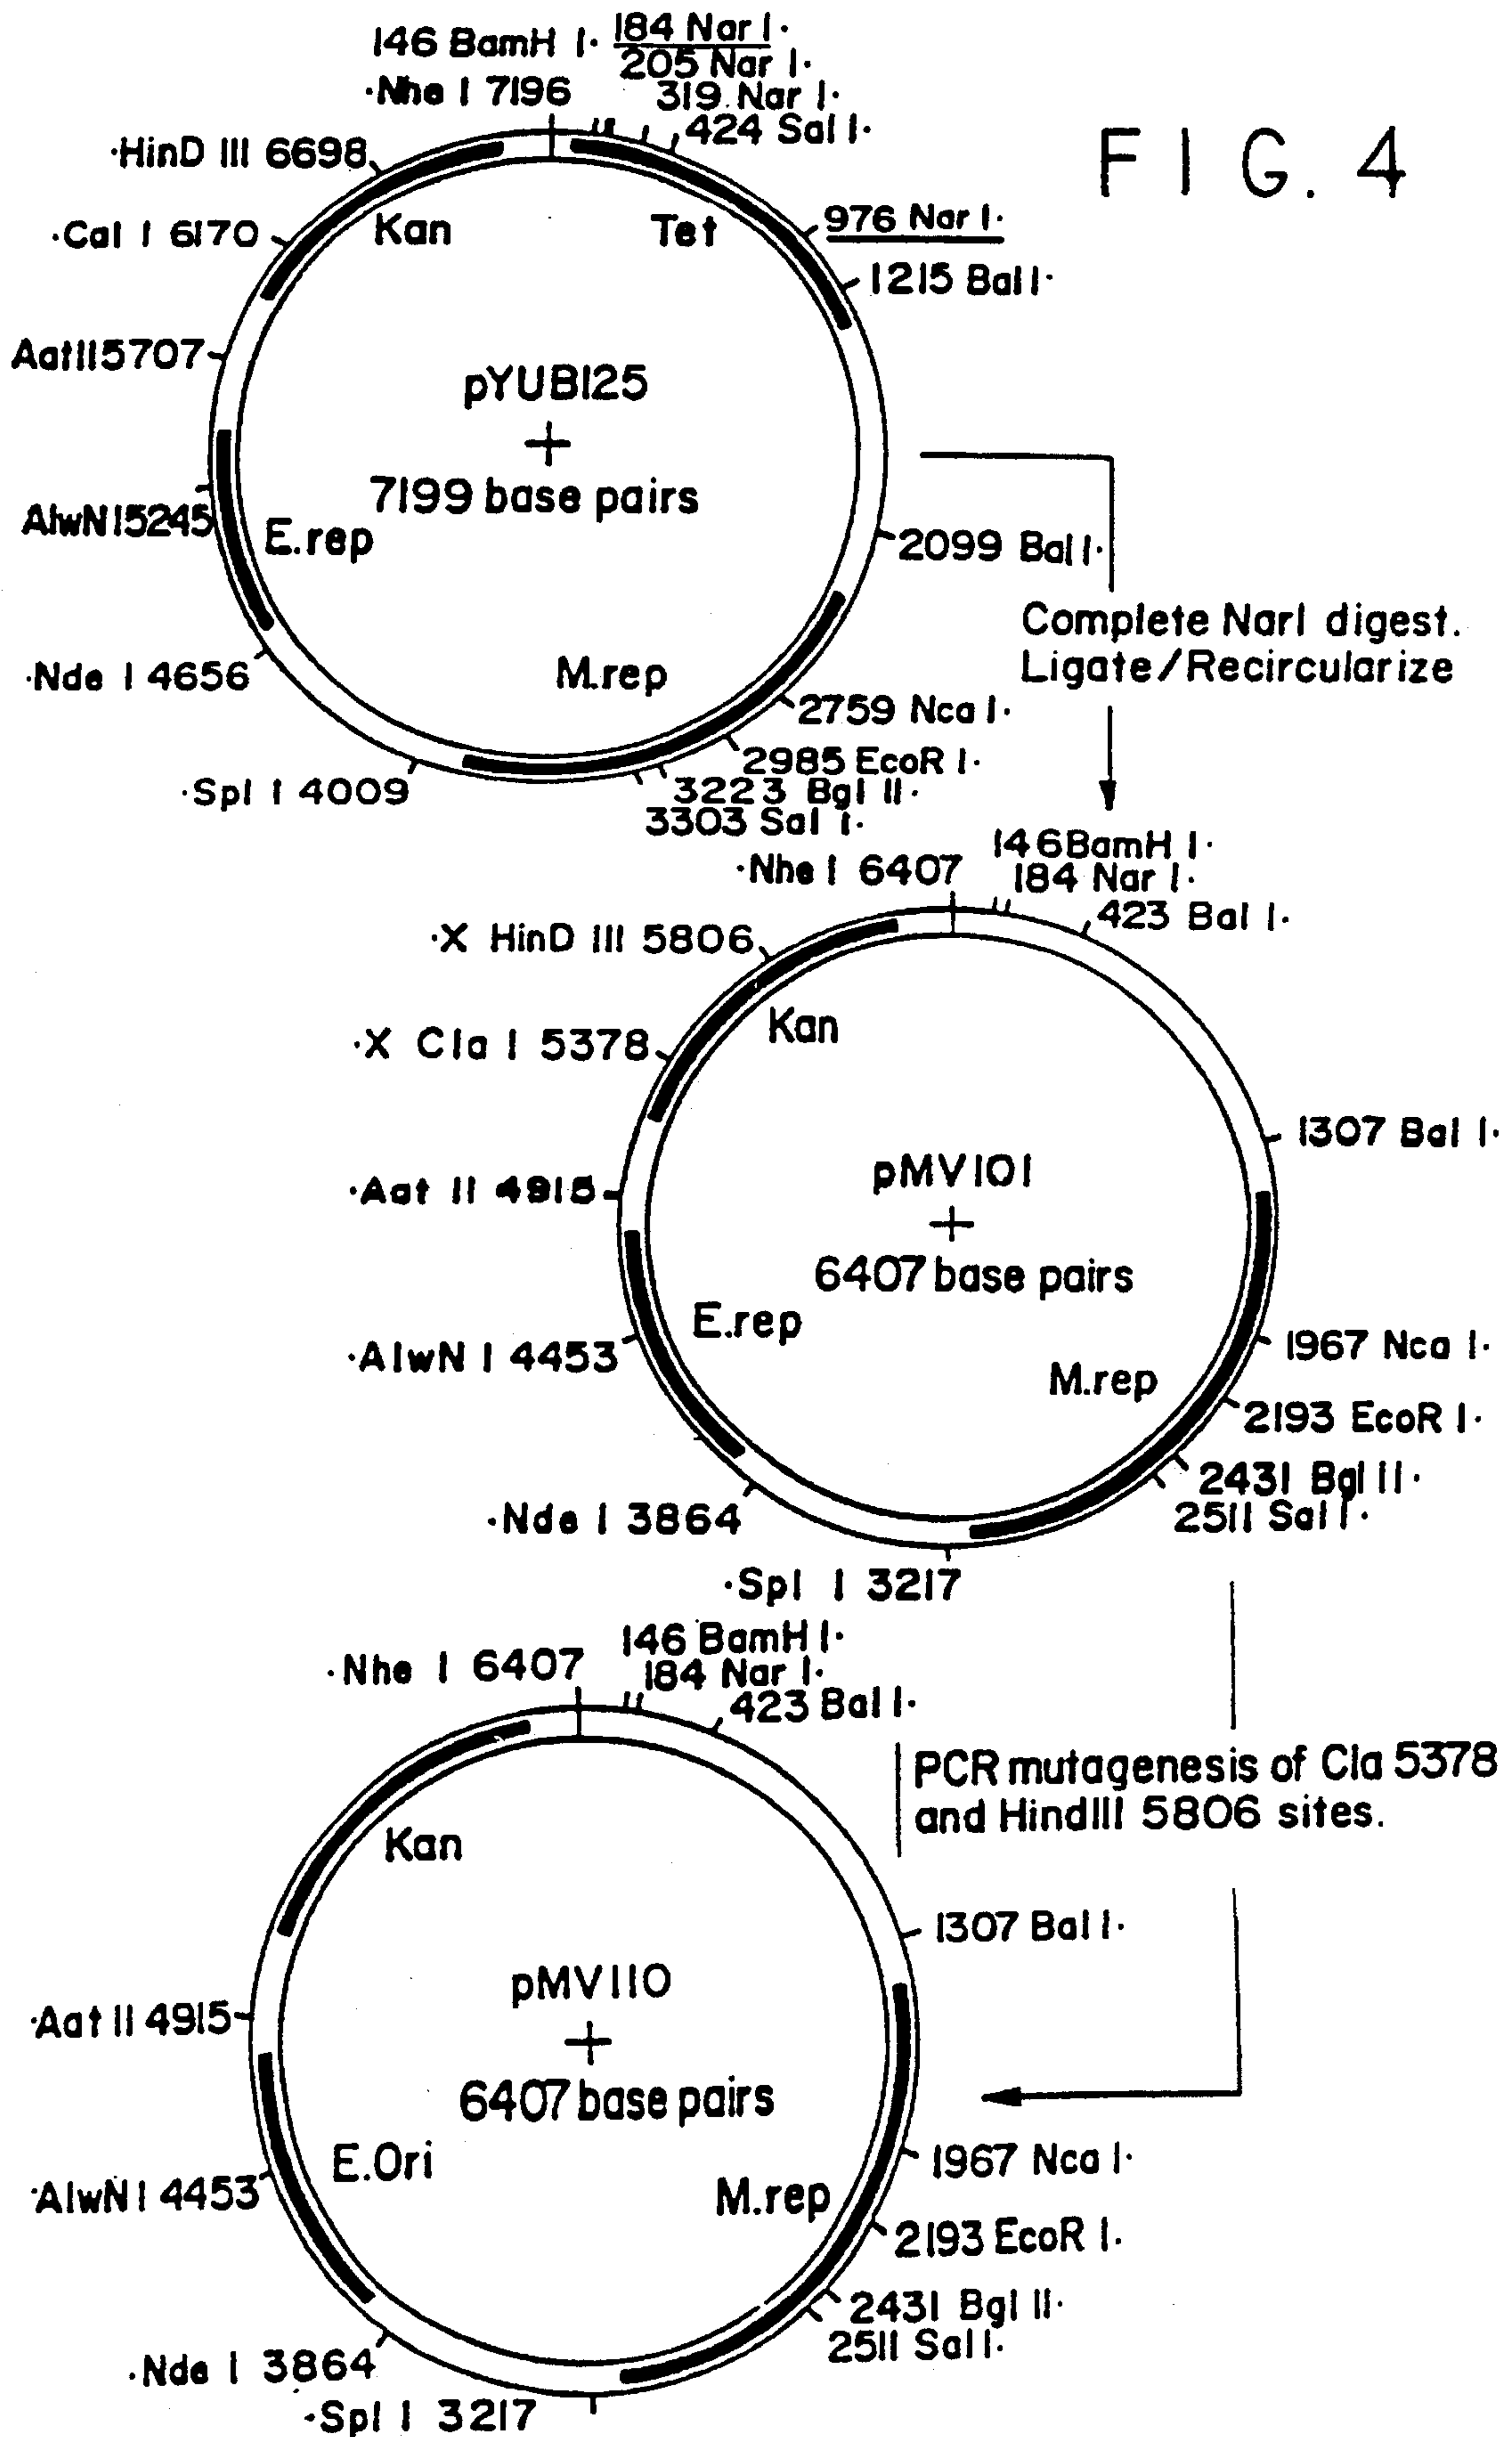 FIG. 4
146 BamH I·
184 Nar I·
205 Nar I·
·Nhe I 7196
319 Nar I·
424 Sal I·
·HinD III 6698
·Cal I 6170
Kan
Tet
976 Nar I·
1215 Bal I·
AatII5707
pYUB125
+
7199 base pairs
AlwNI5245
E.rep
2099 Bal I·
Complete NarI digest.
Ligate/Recircularize
·Nde I 4656
M.rep
2759 Nca I·
2985 EcoR I·
3223 Bgl II·
3303 Sal I·
·Spl I 4009
·Nhe I 6407
146BamH I·
184 Nar I·
423 Bal I·
·X HinD III 5806
·X Cla I 5378
Kan
1307 Bal I·
·Aat II 4915
pMV101
+
6407 base pairs
E.rep
·AlwN I 4453
M.rep
1967 Nca I·
2193 EcoR I·
2431 Bgl II·
2511 Sal I·
·Nde I 3864
·Spl I 3217
·Nhe I 6407
146 BamH I·
184 Nar I·
423 Bal I·
PCR mutagenesis of Cla 5378
and HindIII 5806 sites.
Kan
1307 Bal I·
·Aat II 4915
pMV110
+
6407 base pairs
E.Ori
·AlwN I 4453
M.rep
1967 Nca I·
2193 EcoR I·
2431 Bgl II·
2511 Sal I·
·Nde I 3864
·Spl I 3217